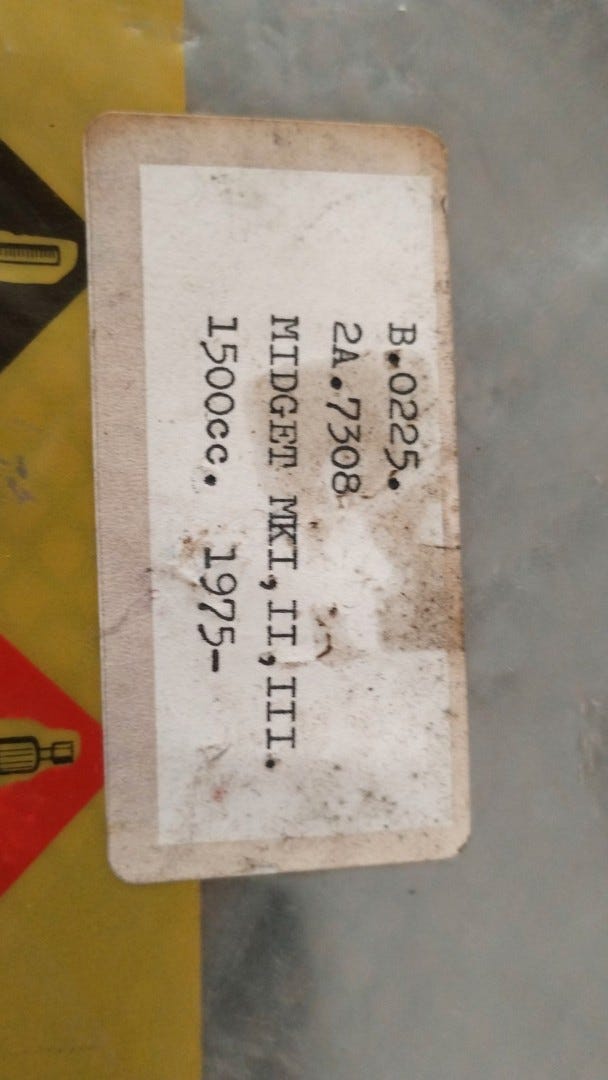 B.0225.
2A.7308
MIDGET MKI,II,III.
1500cc. 1975-